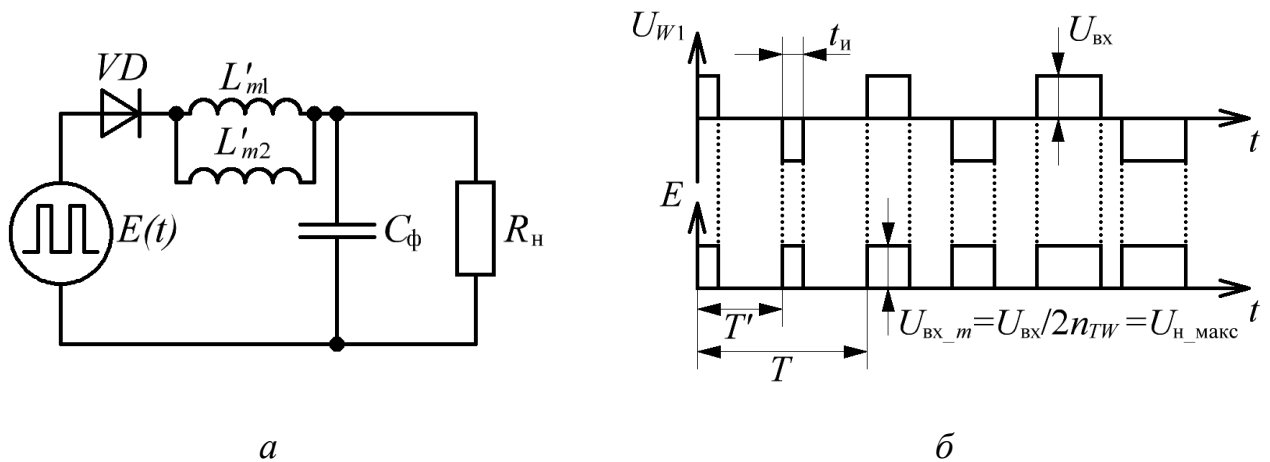 VD
L′m1
L′m2
E(t)
Cф
Rн
а
UW1
tи
Uвх
t
E
T′
Uвх_m=Uвх/2nTW=Uн_макс
t
T
б